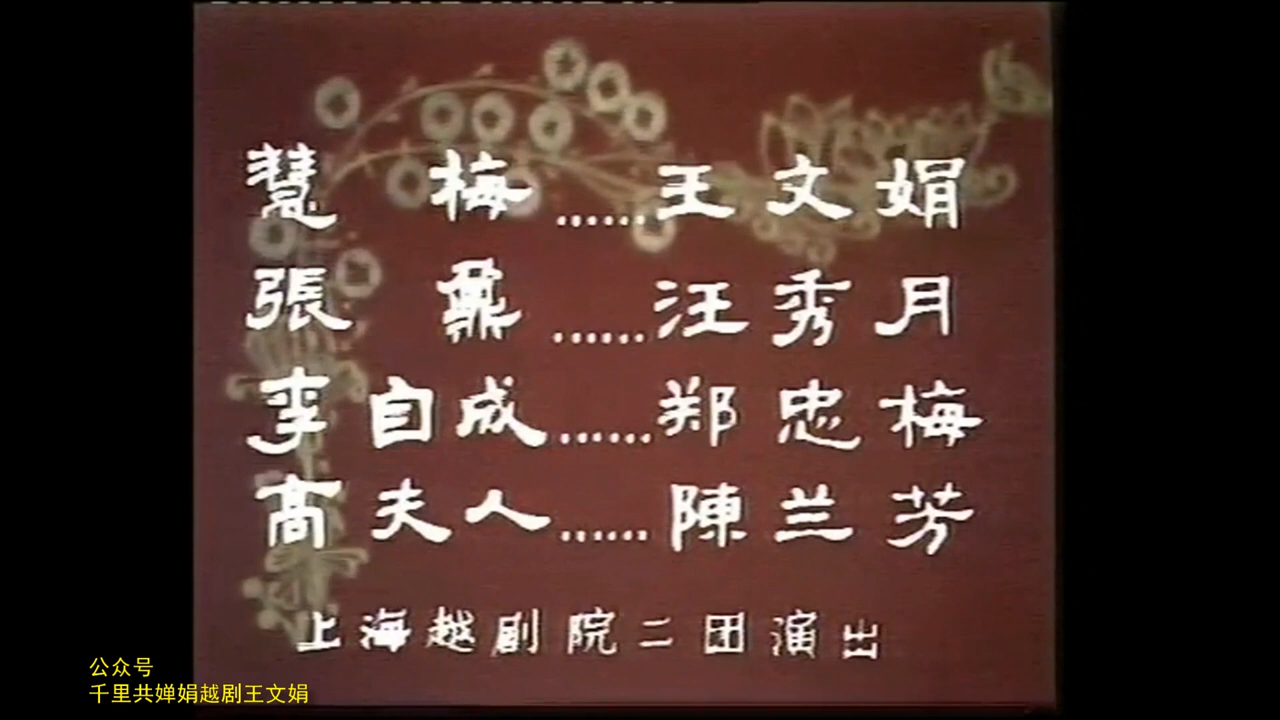 慧梅……王文娟
張鼐……汪秀月
李自成……郑忠梅
高夫人……陳兰芳
上海越剧院二团演出
公众号
千里共婵娟越剧王文娟